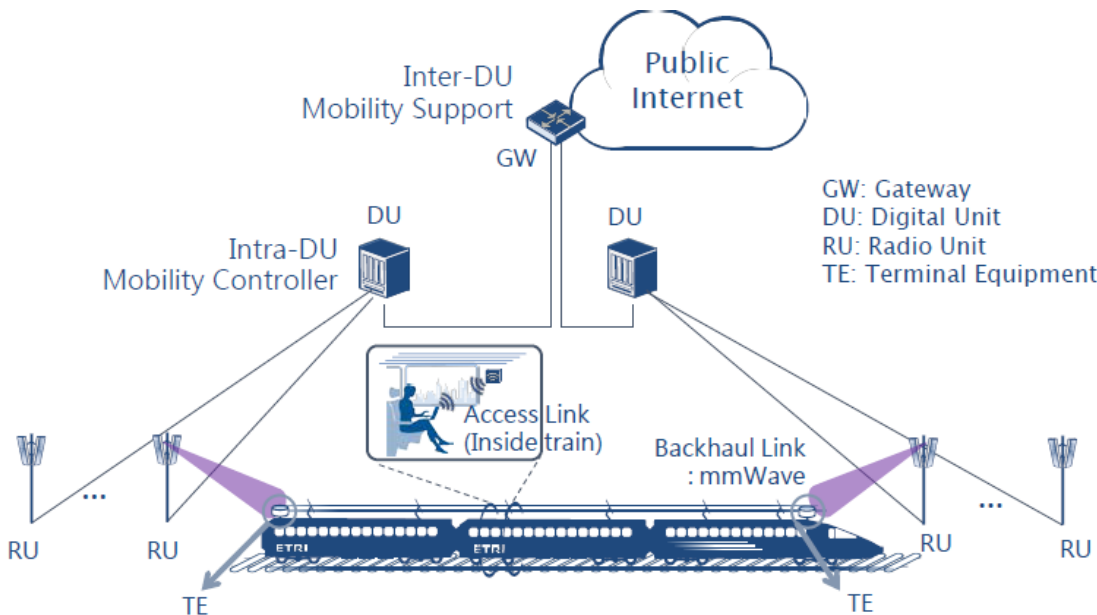 Public
Internet
Inter-DU
Mobility Support
GW
GW: Gateway
DU: Digital Unit
RU: Radio Unit
TE: Terminal Equipment
DU
DU
Intra-DU
Mobility Controller
Access Link
(Inside train)
Backhaul Link
: mmWave
...
...
RU
RU
ETRI
ETRI
RU
RU
TE
TE